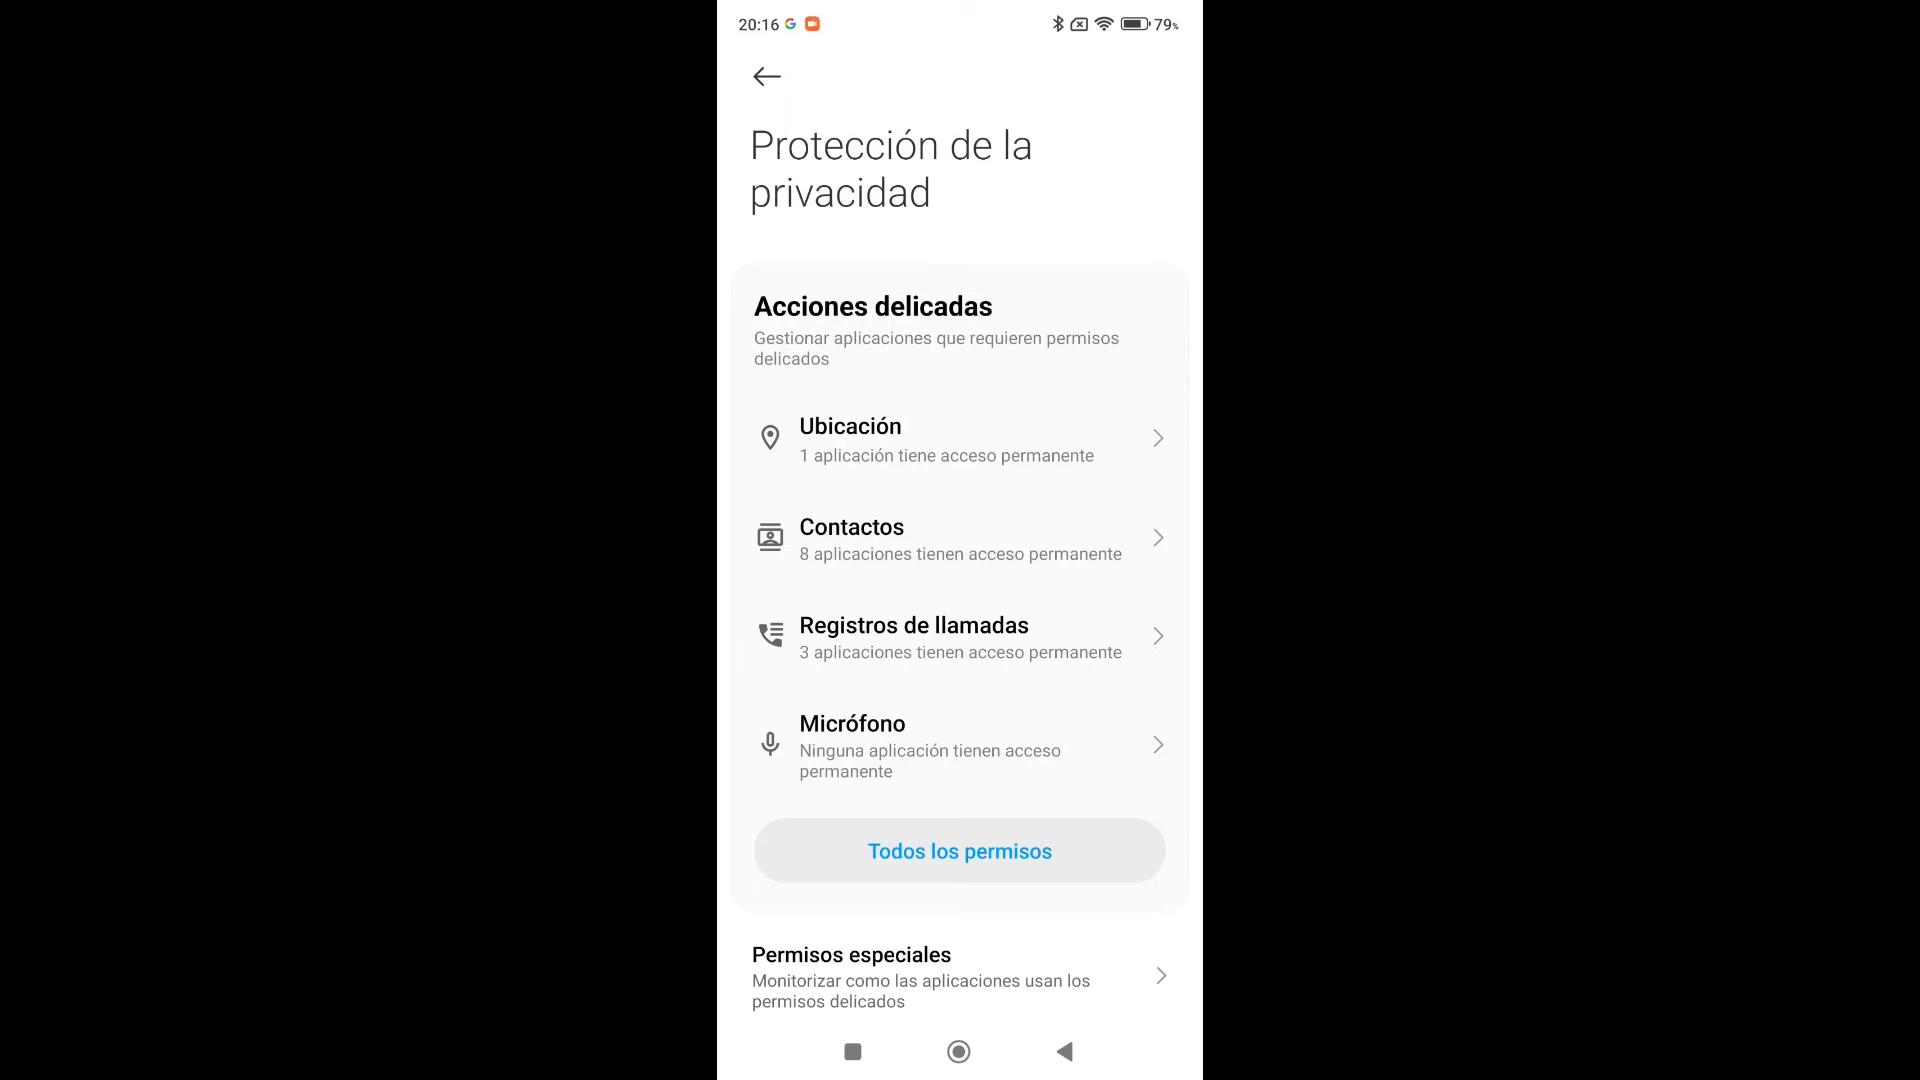 20:16
79%
Protección de la
privacidad
Acciones delicadas
Gestionar aplicaciones que requieren permisos
delicados
Ubicación
1 aplicación tiene acceso permanente
Contactos
8 aplicaciones tienen acceso permanente
Registros de llamadas
3 aplicaciones tienen acceso permanente
Micrófono
Ninguna aplicación tienen acceso
permanente
Todos los permisos
Permisos especiales
Monitorizar como las aplicaciones usan los
permisos delicados